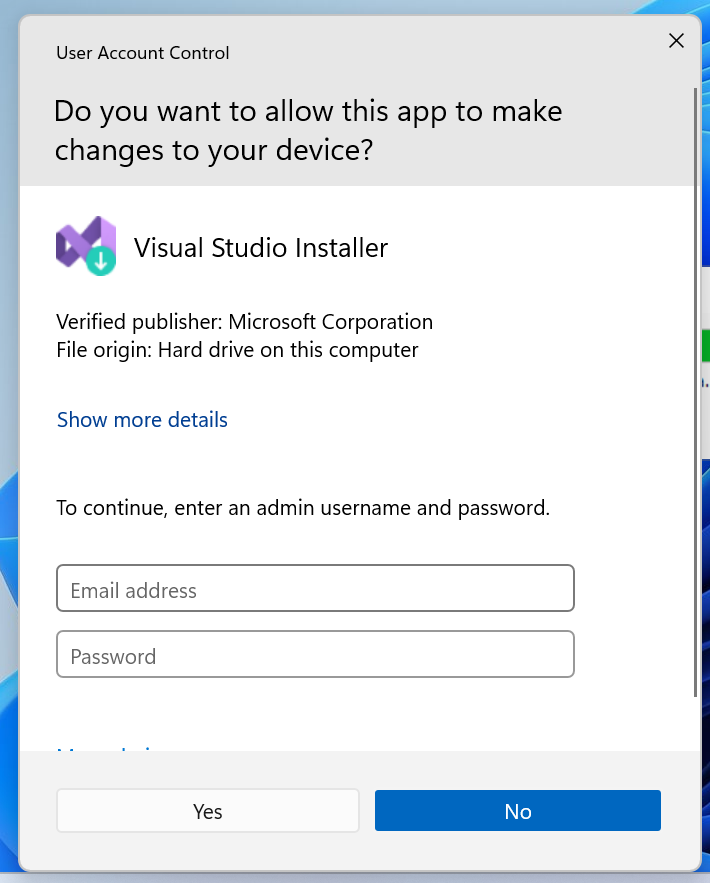 User Account Control
Do you want to allow this app to make
changes to your device?
Visual Studio Installer
Verified publisher: Microsoft Corporation
File origin: Hard drive on this computer
Show more details
To continue, enter an admin username and password.
Email address
Password
Yes
No